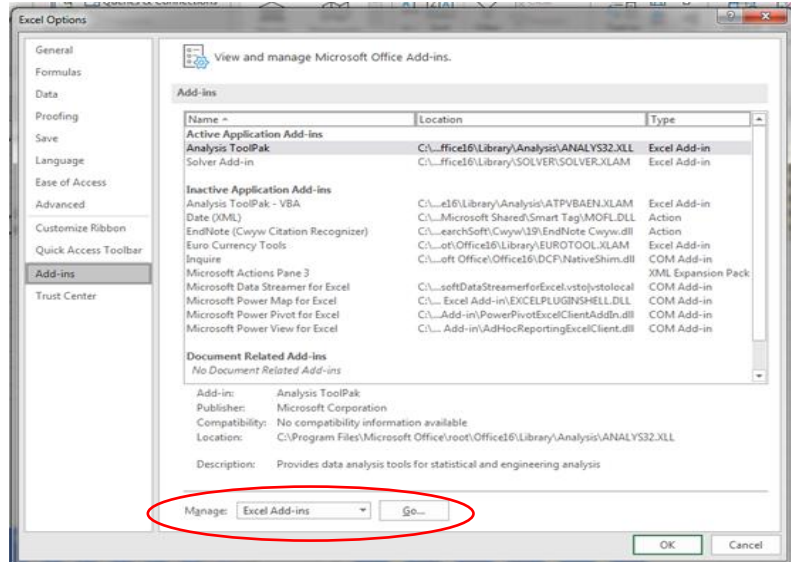 Excel Options
General
Formulas
Data
Proofing
Save
Language
Ease of Access
Advanced
Customize Ribbon
Quick Access Toolbar
Add-ins
Trust Center
View and manage Microsoft Office Add-ins.
Add-ins
Name Location Type
Active Application Add-ins
Analysis ToolPak C:\...ffice16\Library\Analysis\ANALYS32.XLL Excel Add-in
Solver Add-in C:\...ffice16\Library\SOLVER\SOLVER.XLAM Excel Add-in
Inactive Application Add-ins
Analysis ToolPak - VBA C:\...e16\Library\Analysis\ATPVBAEN.XLAM Excel Add-in
Date (XML) C:\...Microsoft Shared\Smart Tag\MOFL.DLL Action
EndNote (Cwyw Citation Recognizer) C:\...earchSoft\Cwyw\19\EndNote Cwyw.dll Action
Euro Currency Tools C:\...ot\Office16\Library\EUROTOOL.XLAM Excel Add-in
Inquire C:\...oft Office\Office16\DCF\NativeShim.dll COM Add-in
Microsoft Actions Pane 3 XML Expansion Pack
Microsoft Data Streamer for Excel C:\...softDataStreamerforExcel.vsto|vstolocal COM Add-in
Microsoft Power Map for Excel C:\... Excel Add-in\EXCELPLUGINSHELL.DLL COM Add-in
Microsoft Power Pivot for Excel C:\...Add-in\PowerPivotExcelClientAddIn.dll COM Add-in
Microsoft Power View for Excel C:\... Add-in\AdHocReportingExcelClient.dll COM Add-in
Document Related Add-ins
No Document Related Add-ins
Add-in: Analysis ToolPak
Publisher: Microsoft Corporation
Compatibility: No compatibility information available
Location: C:\Program Files\Microsoft Office\root\Office16\Library\Analysis\ANALYS32.XLL
Description: Provides data analysis tools for statistical and engineering analysis
Manage: Excel Add-ins Go...
OK Cancel